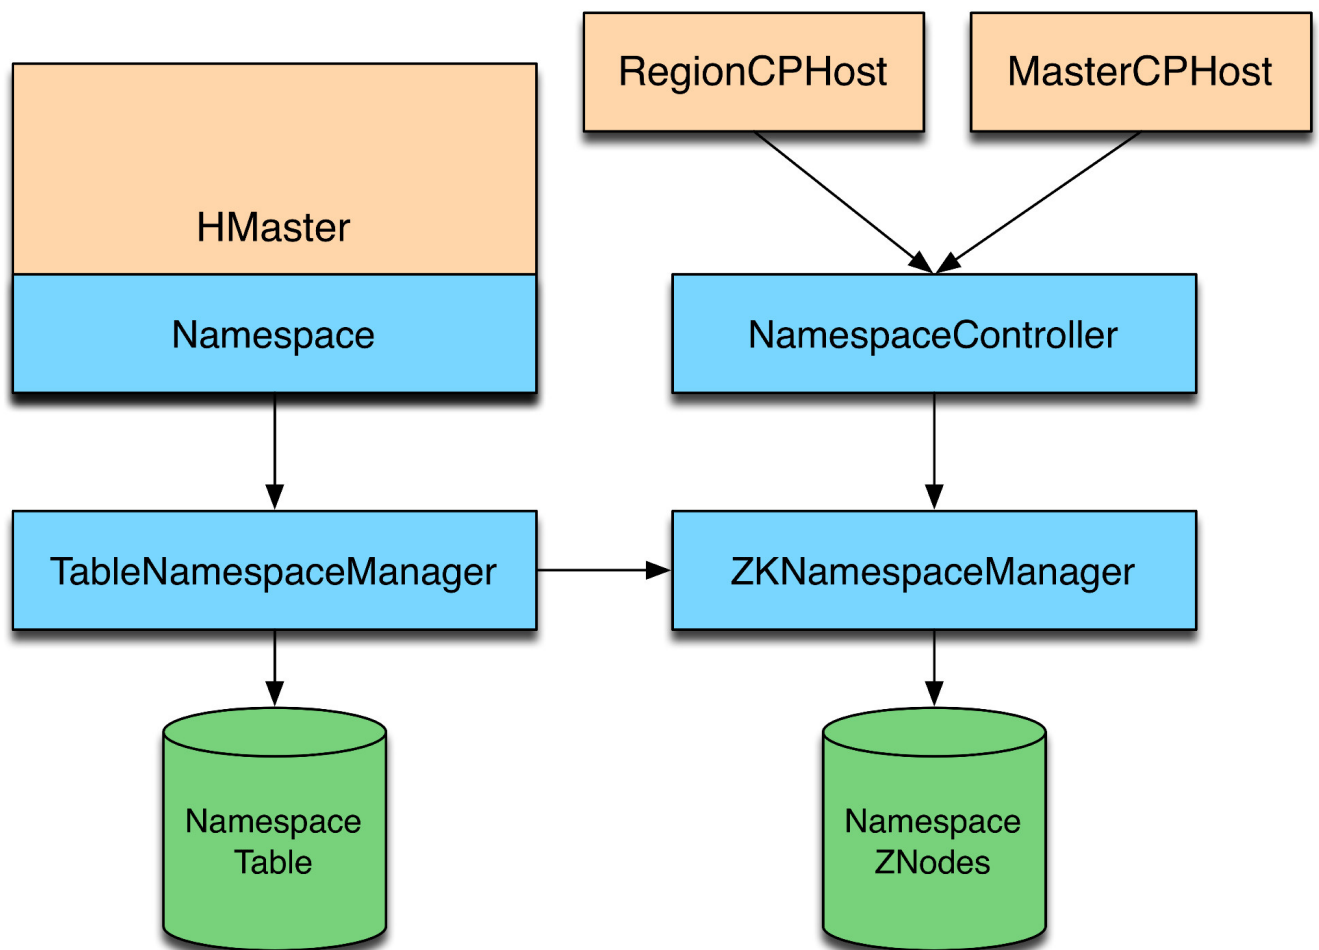 RegionCPHost
MasterCPHost
HMaster
Namespace
NamespaceController
TableNamespaceManager
ZKNamespaceManager
Namespace
Table
Namespace
ZNodes